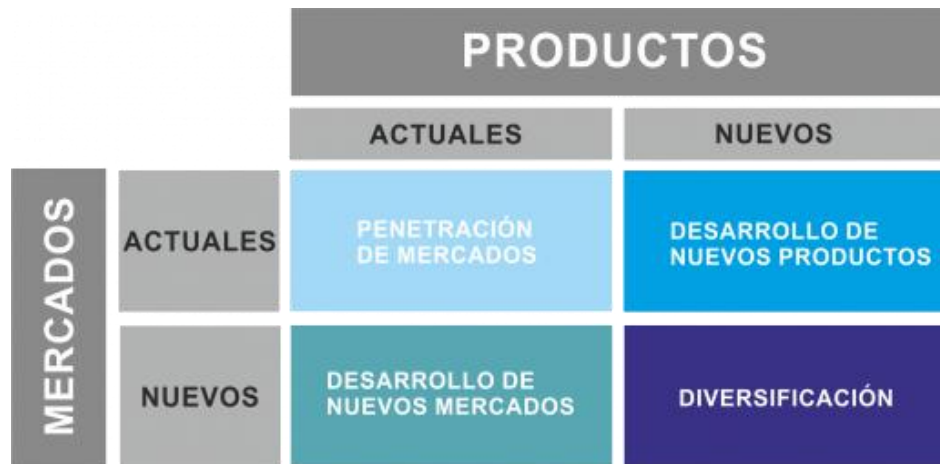 PRODUCTOS
ACTUALES
NUEVOS
MERCADOS
ACTUALES
PENETRACIÓN
DE MERCADOS
DESARROLLO DE
NUEVOS PRODUCTOS
NUEVOS
DESARROLLO DE
NUEVOS MERCADOS
DIVERSIFICACIÓN